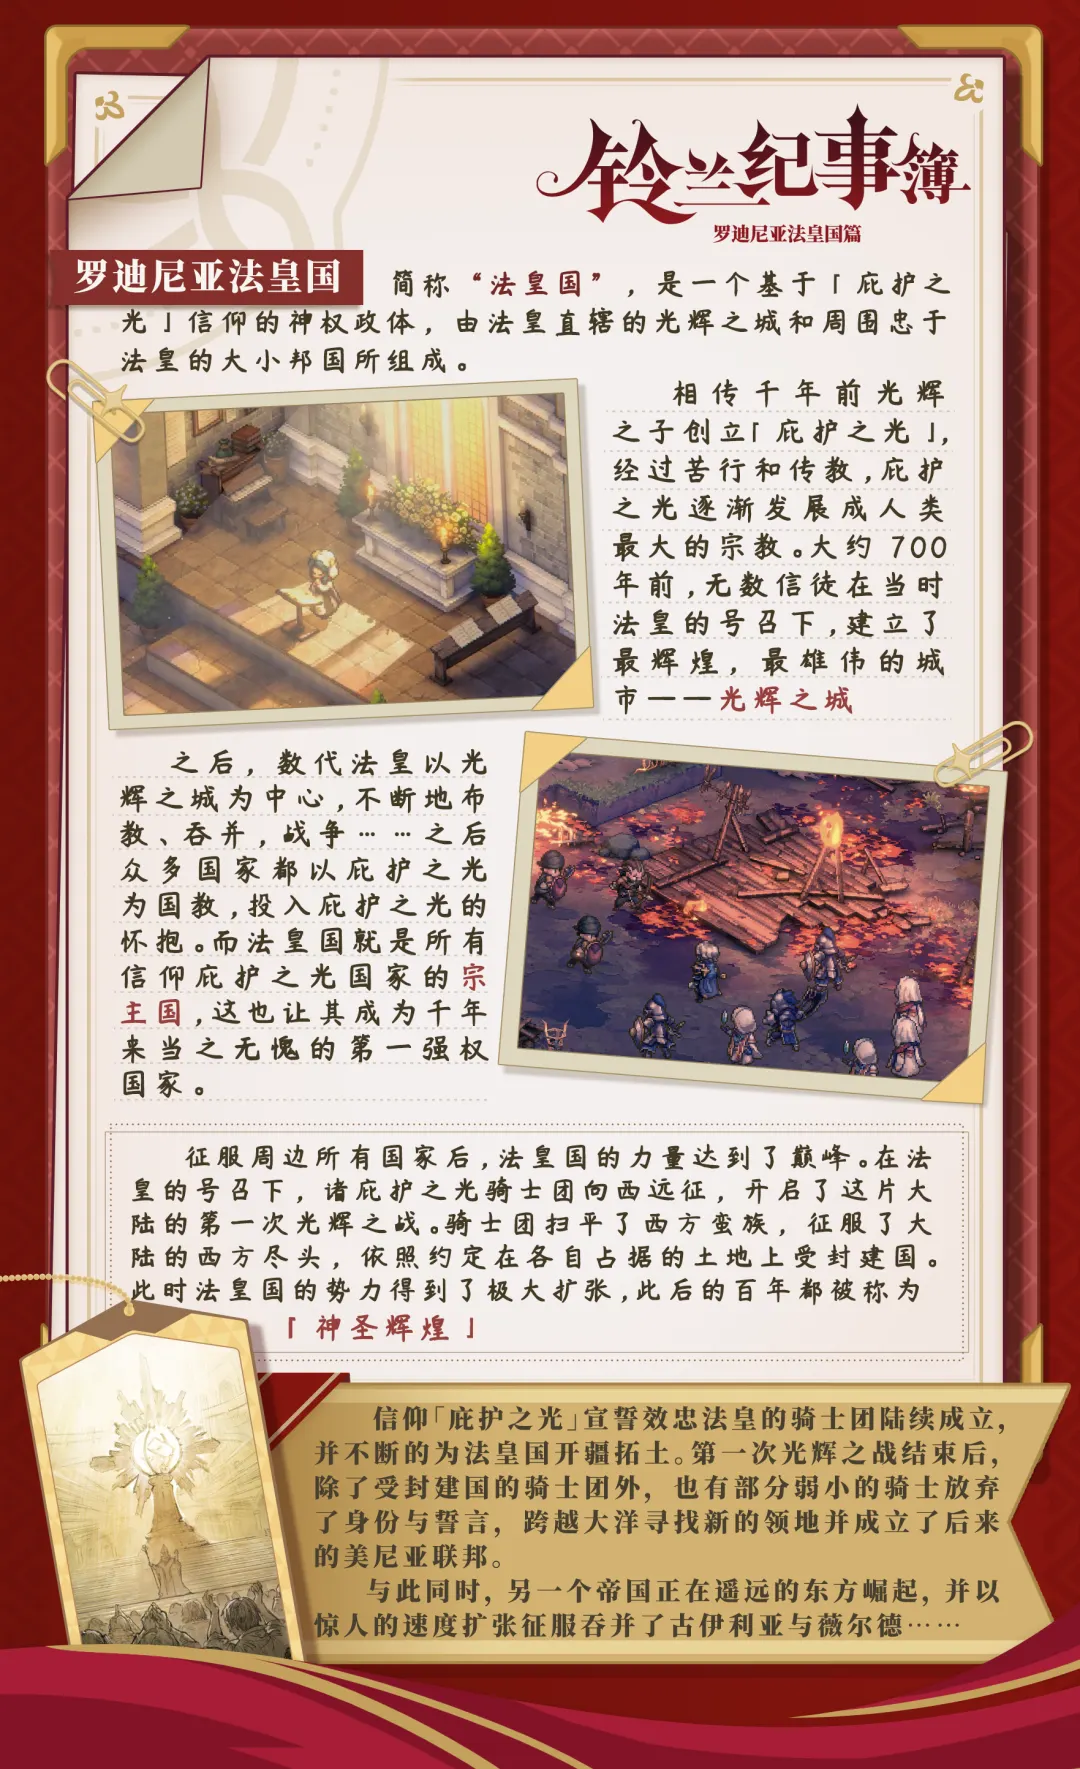 铃兰纪事簿
罗迪尼亚法皇国篇
罗迪尼亚法皇国
简称“法皇国”，是一个基于「庇护之
光」信仰的神权政体，由法皇直辖的光辉之城和周围忠于
法皇的大小邦国所组成。
相传千年前光辉
之子创立「庇护之光」，
经过苦行和传教，庇护
之光逐渐发展成人类
最大的宗教。大约 700
年前，无数信徒在当时
法皇的号召下，建立了
最辉煌，最雄伟的城
市——光辉之城
之后，数代法皇以光
辉之城为中心，不断地布
教、吞并，战争……之后
众多国家都以庇护之光
为国教，投入庇护之光的
怀抱。而法皇国就是所有
信仰庇护之光国家的宗
主国，这也让其成为千年
来当之无愧的第一强权
国家。
征服周边所有国家后，法皇国的力量达到了巅峰。在法
皇的号召下，诸庇护之光骑士团向西远征，开启了这片大
陆的第一次光辉之战。骑士团扫平了西方蛮族，征服了大
陆的西方尽头，依照约定在各自占据的土地上受封建国。
此时法皇国的势力得到了极大扩张，此后的百年都被称为
「神圣辉煌」
信仰「庇护之光」宣誓效忠法皇的骑士团陆续成立，
并不断的为法皇国开疆拓土。第一次光辉之战结束后，
除了受封建国的骑士团外，也有部分弱小的骑士放弃
了身份与誓言，跨越大洋寻找新的领地并成立了后来
的美尼亚联邦。
与此同时，另一个帝国正在遥远的东方崛起，并以
惊人的速度扩张征服吞并了古伊利亚与薇尔德……